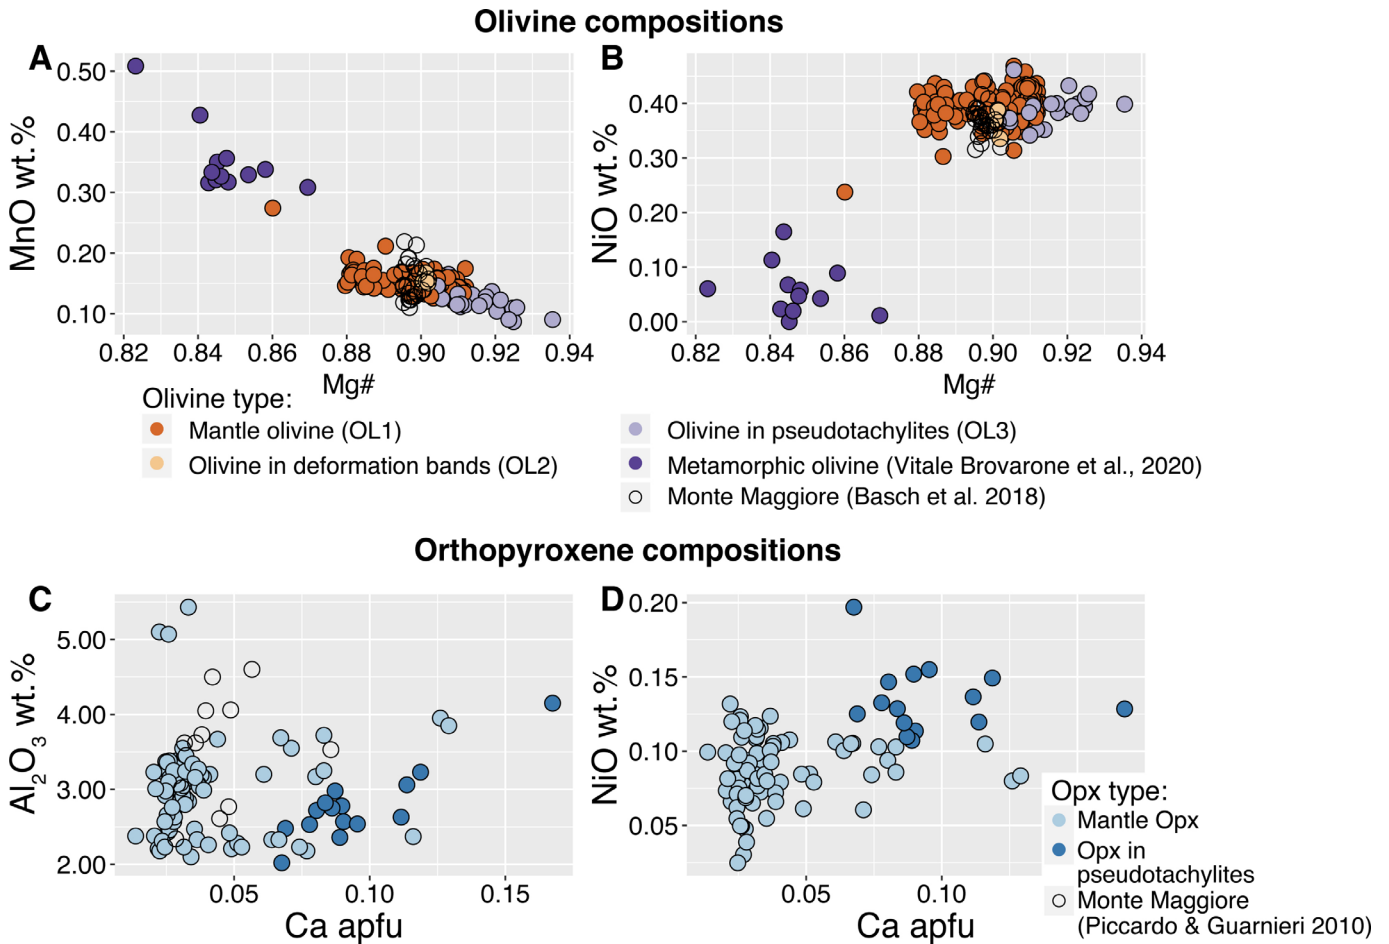 Olivine compositions
A
MnO wt.%
0.50
0.40
0.30
0.20
0.10
0.82 0.84 0.86 0.88 0.90 0.92 0.94
Mg#
B
NiO wt.%
0.40
0.30
0.20
0.10
0.00
0.82 0.84 0.86 0.88 0.90 0.92 0.94
Mg#
Olivine type:
Mantle olivine (OL1)
Olivine in deformation bands (OL2)
Olivine in pseudotachylites (OL3)
Metamorphic olivine (Vitale Brovarone et al., 2020)
Monte Maggiore (Basch et al. 2018)
Orthopyroxene compositions
C
Al2O3 wt.%
5.00
4.00
3.00
2.00
0.05 0.10 0.15
Ca apfu
D
NiO wt.%
0.20
0.15
0.10
0.05
0.05 0.10
Ca apfu
Opx type:
Mantle Opx
Opx in
pseudotachylites
Monte Maggiore
(Piccardo & Guarnieri 2010)